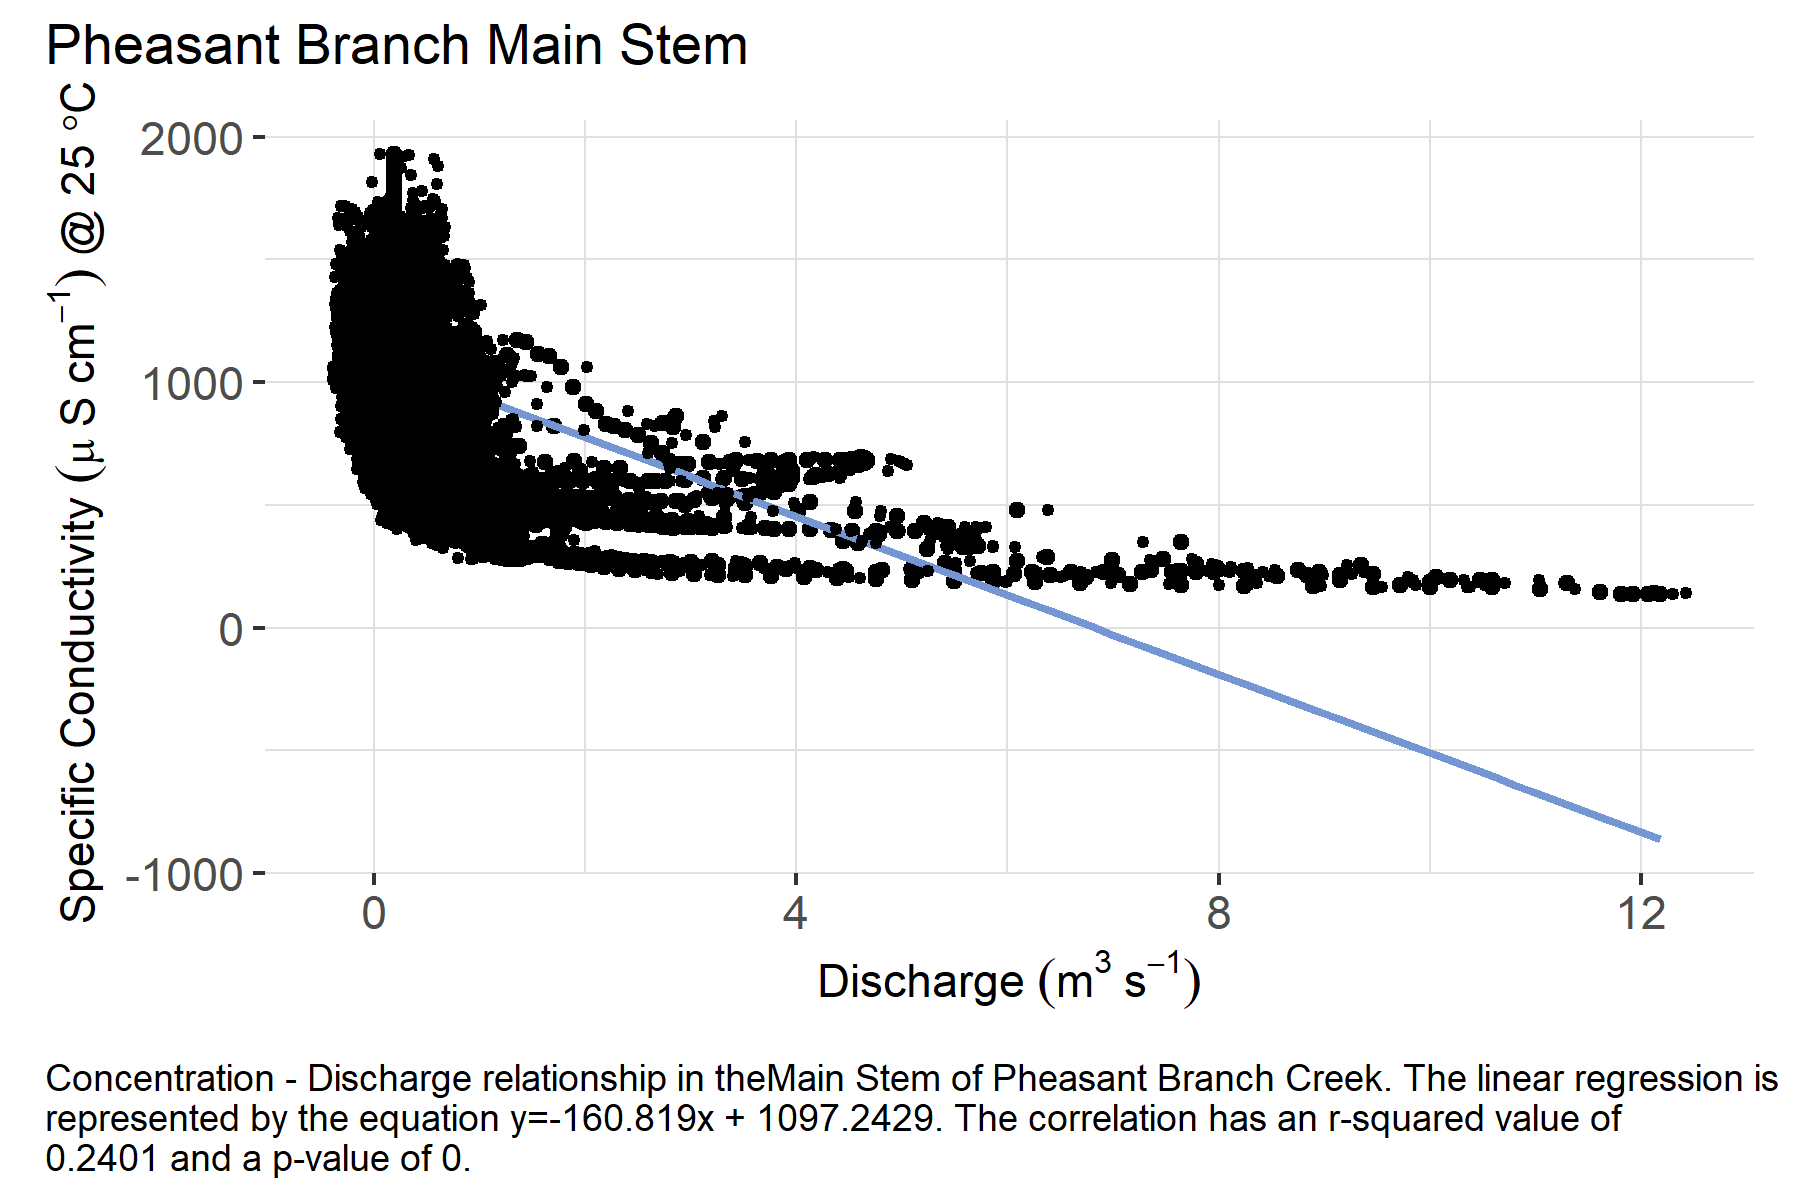 Pheasant Branch Main Stem
Specific Conductivity (μ S cm⁻¹) @ 25 °C
2000
1000
0
-1000
0 4 8 12
Discharge (m³ s⁻¹)
Concentration - Discharge relationship in theMain Stem of Pheasant Branch Creek. The linear regression is
represented by the equation y=-160.819x + 1097.2429. The correlation has an r-squared value of
0.2401 and a p-value of 0.